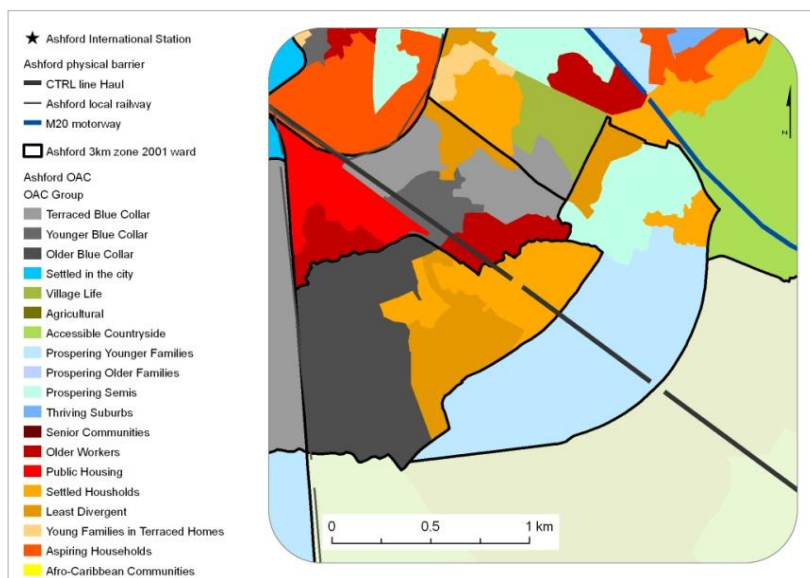 Ashford International Station
Ashford physical barrier
CTRL line Haul
Ashford local railway
M20 motorway
Ashford 3km zone 2001 ward
Ashford OAC
OAC Group
Terraced Blue Collar
Younger Blue Collar
Older Blue Collar
Settled in the city
Village Life
Agricultural
Accessible Countryside
Prospering Younger Families
Prospering Older Families
Prospering Semis
Thriving Suburbs
Senior Communities
Older Workers
Public Housing
Settled Housholds
Least Divergent
Young Families in Terraced Homes
Aspiring Households
Afro-Caribbean Communities
z
0 0.5 1 km